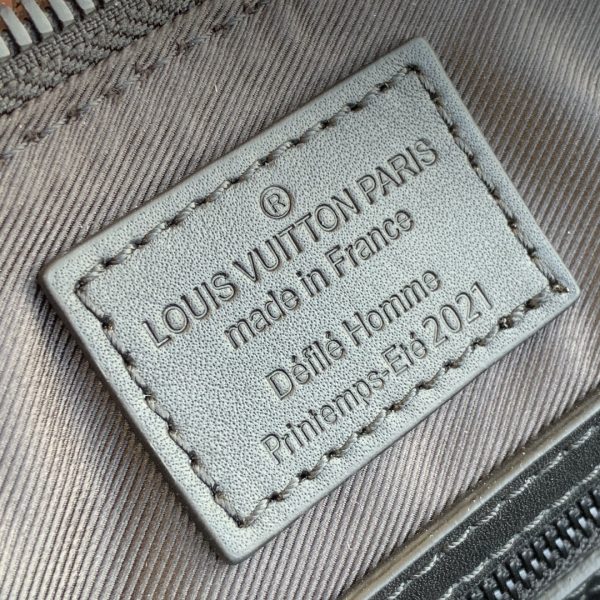 ®
LOUIS VUITTON PARIS
made in France
Défilé Homme
Printemps-Eté 2021